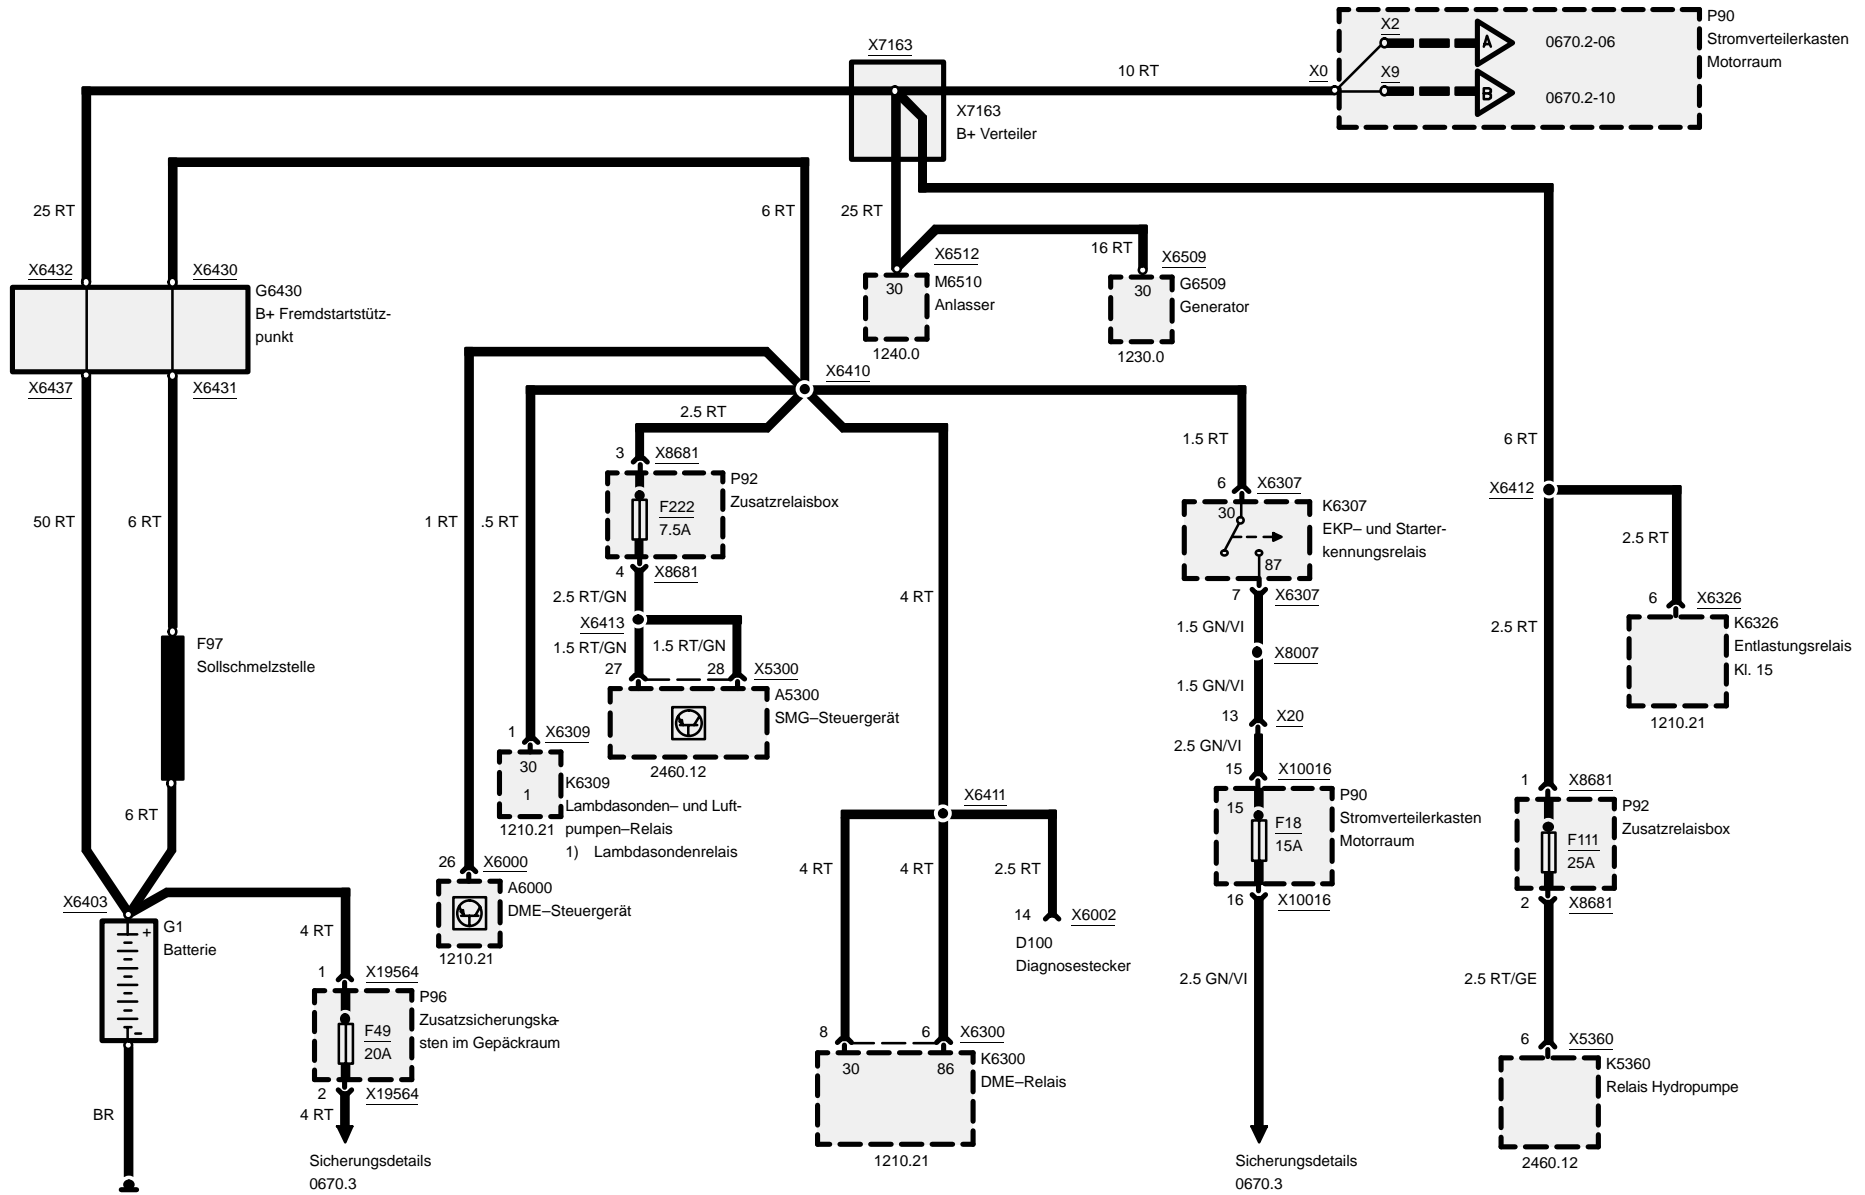 P90
Stromverteilerkasten
Motorraum
X2
A
0670.2-06
X0
X9
B
0670.2-10
X7163
10 RT
X7163
B+ Verteiler
25 RT
6 RT
25 RT
16 RT
X6512
M6510
Anlasser
30
1240.0
X6509
G6509
Generator
30
1230.0
X6432
X6430
G6430
B+ Fremdstartstütz-
punkt
X6437
X6431
X6410
2.5 RT
1.5 RT
6 RT
3
X8681
P92
Zusatzrelaisbox
F222
7.5A
4
X8681
6
X6307
30
K6307
EKP– und Starter-
kennungsrelais
87
7
X6307
X6412
2.5 RT
50 RT
6 RT
1 RT
.5 RT
2.5 RT/GN
4 RT
X6413
1.5 RT/GN
1.5 RT/GN
27
28
X5300
A5300
SMG–Steuergerät
2460.12
1.5 GN/VI
X8007
1.5 GN/VI
13
X20
2.5 GN/VI
2.5 RT
6
X6326
K6326
Entlastungsrelais
Kl. 15
1210.21
F97
Sollschmelzstelle
6 RT
1
X6309
30
1
K6309
Lambdasonden– und Luft-
pumpen–Relais
1) Lambdasondenrelais
1210.21
26
X6000
A6000
DME–Steuergerät
1210.21
X6411
4 RT
4 RT
2.5 RT
14
X6002
D100
Diagnosestecker
15
X10016
P90
Stromverteilerkasten
Motorraum
15
F18
15A
16
X10016
1
X8681
P92
Zusatzrelaisbox
F111
25A
2
X8681
X6403
G1
Batterie
+
-
4 RT
1
X19564
P96
Zusatzsicherungska-
sten im Gepäckraum
F49
20A
2
X19564
4 RT
BR
Sicherungsdetails
0670.3
8
6
X6300
30
86
K6300
DME–Relais
1210.21
2.5 GN/VI
Sicherungsdetails
0670.3
2.5 RT/GE
6
X5360
K5360
Relais Hydropumpe
2460.12